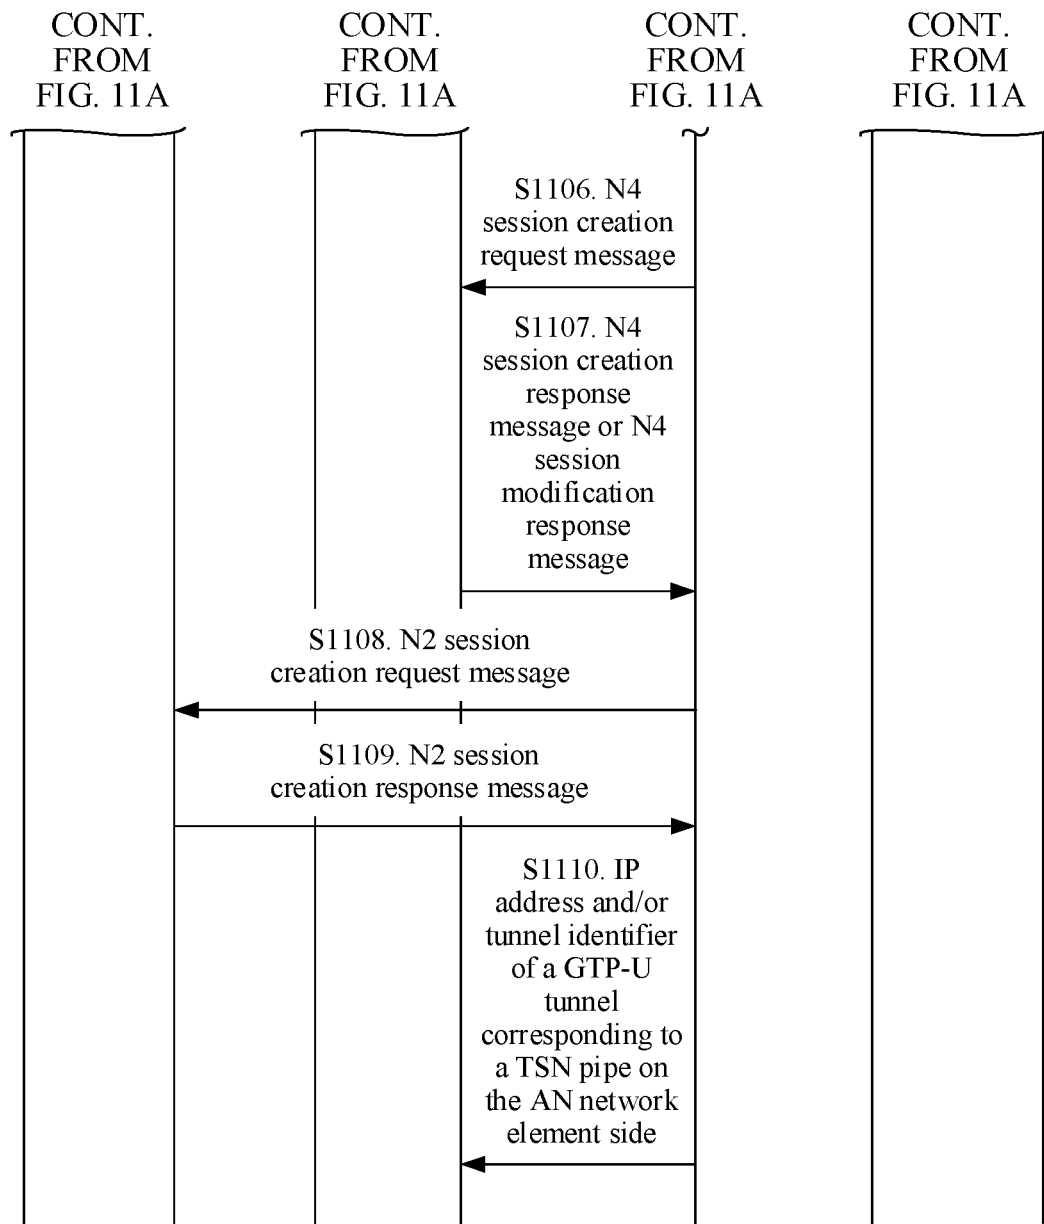 CONT.
FROM
FIG. 11A
CONT.
FROM
FIG. 11A
CONT.
FROM
FIG. 11A
CONT.
FROM
FIG. 11A
S1106. N4
session creation
request message
S1107. N4
session creation
response
message or N4
session
modification
response
message
S1108. N2 session
creation request message
S1109. N2 session
creation response message
S1110. IP
address and/or
tunnel identifier
of a GTP-U
tunnel
corresponding to
a TSN pipe on
the AN network
element side